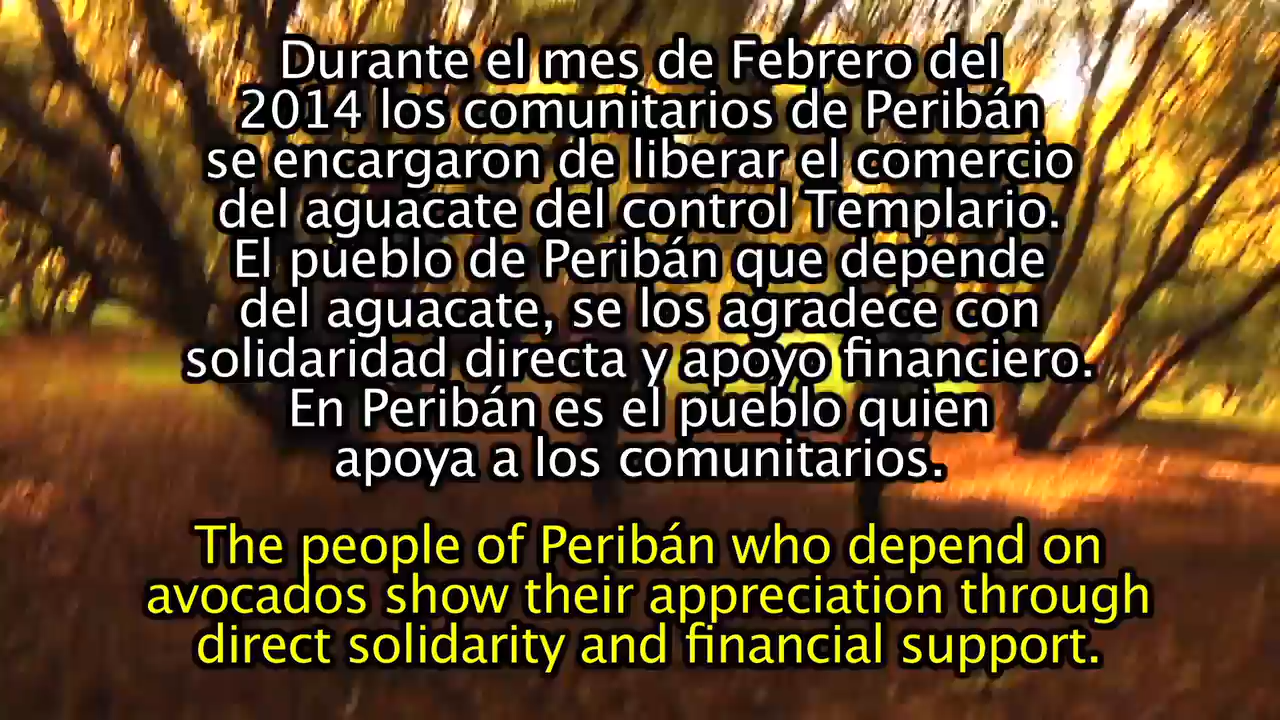 Durante el mes de Febrero del
2014 los comunitarios de Peribán
se encargaron de liberar el comercio
del aguacate del control Templario.
El pueblo de Peribán que depende
del aguacate, se los agradece con
solidaridad directa y apoyo financiero.
En Peribán es el pueblo quien
apoya a los comunitarios.
The people of Peribán who depend on
avocados show their appreciation through
direct solidarity and financial support.